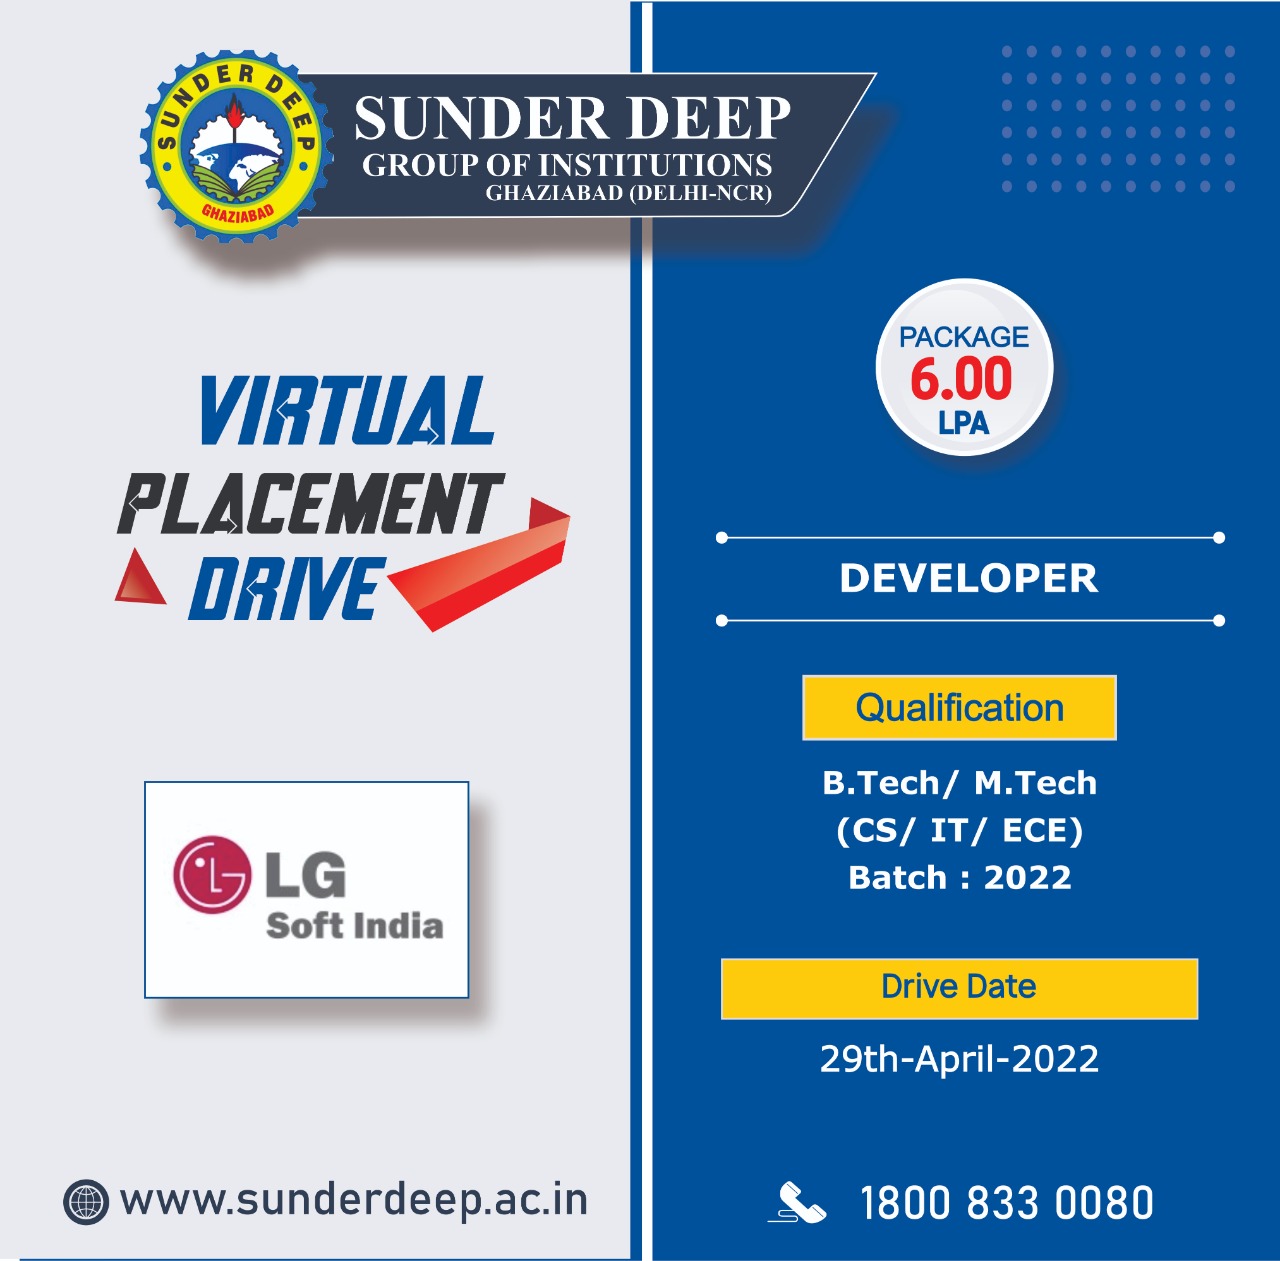 SUNDER DEEP
GHAZIABAD
SUNDER DEEP
GROUP OF INSTITUTIONS
GHAZIABAD (DELHI-NCR)
VIRTUAL
PLACEMENT
DRIVE
LG
Soft India
www.sunderdeep.ac.in
PACKAGE
6.00
LPA
DEVELOPER
Qualification
B.Tech/ M.Tech
(CS/ IT/ ECE)
Batch : 2022
Drive Date
29th-April-2022
1800 833 0080